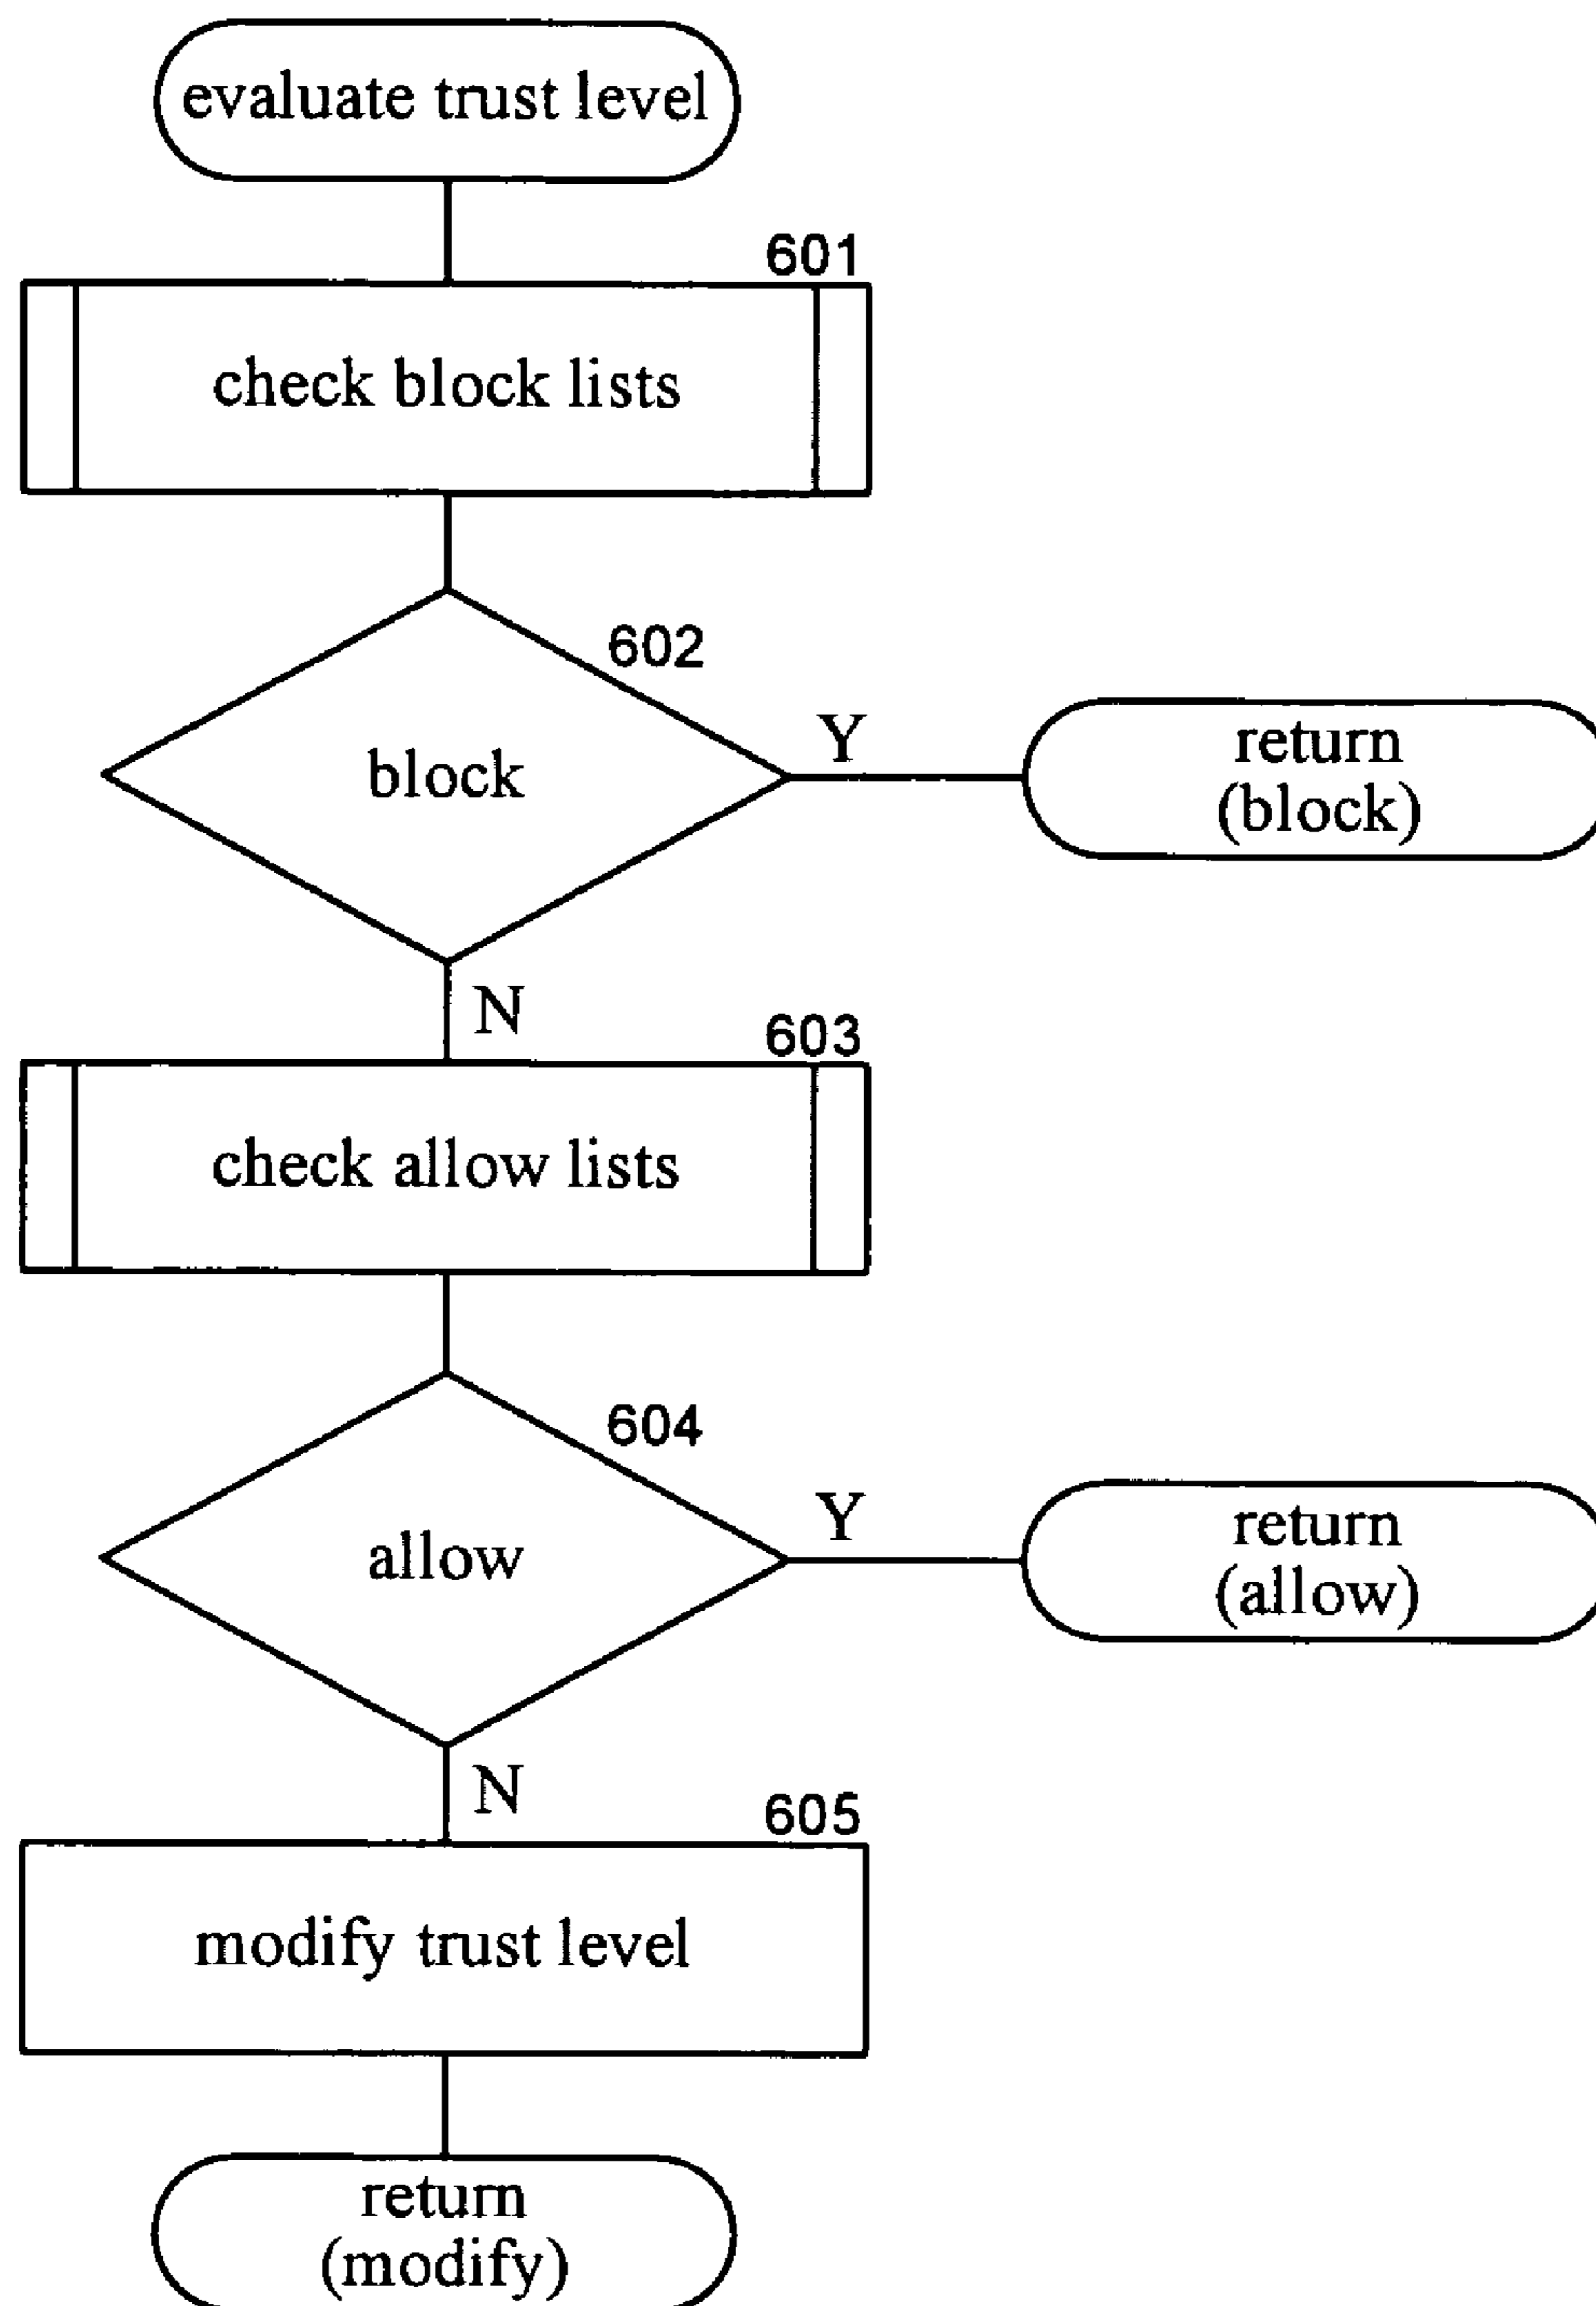 evaluate trust level
601
check block lists
602
block
Y
return
(block)
N
603
check allow lists
604
allow
Y
return
(allow)
N
605
modify trust level
return
(modify)